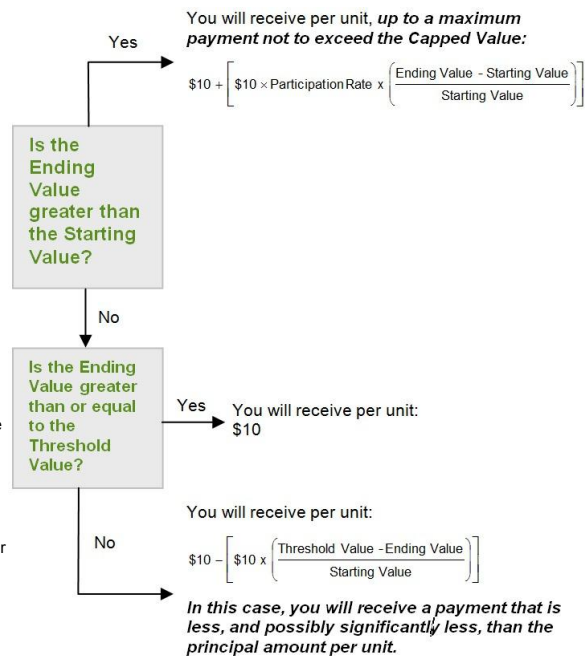 You will receive per unit, up to a maximum
payment not to exceed the Capped Value:
Yes
$10 + [ $10 × Participation Rate x ( Ending Value - Starting Value / Starting Value ) ]
Is the
Ending
Value
greater than
the Starting
Value?
No
Is the Ending
Value greater
than or equal
to the
Threshold
Value?
Yes
You will receive per unit:
$10
You will receive per unit:
No
$10 – [ $10 x ( Threshold Value - Ending Value / Starting Value ) ]
In this case, you will receive a payment that is
less, and possibly significantly less, than the
principal amount per unit.